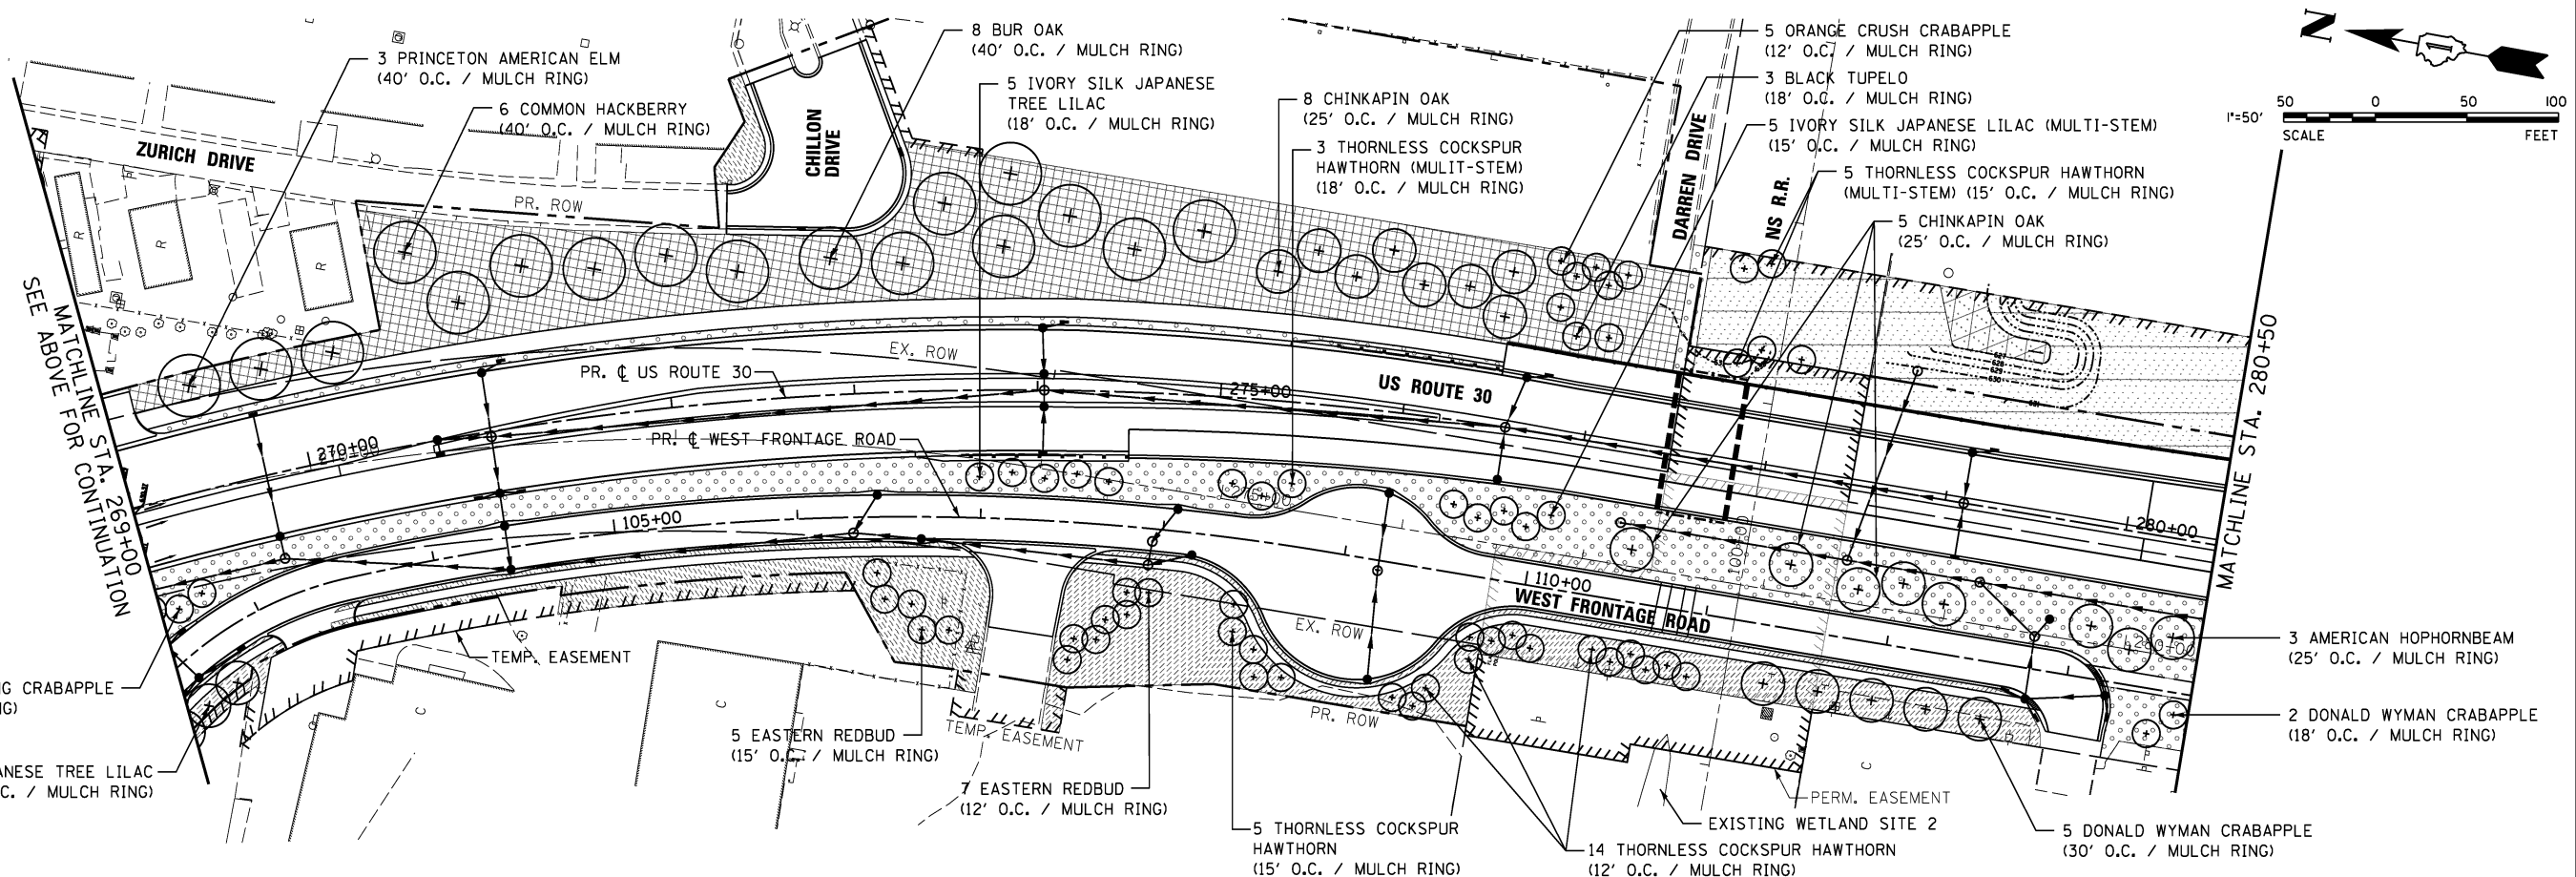 3 PRINCETON AMERICAN ELM
(40' O.C. / MULCH RING)
6 COMMON HACKBERRY
(40' O.C. / MULCH RING)
8 BUR OAK
(40' O.C. / MULCH RING)
5 IVORY SILK JAPANESE
TREE LILAC
(18' O.C. / MULCH RING)
8 CHINKAPIN OAK
(25' O.C. / MULCH RING)
3 THORNLESS COCKSPUR
HAWTHORN (MULIT-STEM)
(18' O.C. / MULCH RING)
5 ORANGE CRUSH CRABAPPLE
(12' O.C. / MULCH RING)
3 BLACK TUPELO
(18' O.C. / MULCH RING)
5 IVORY SILK JAPANESE LILAC (MULTI-STEM)
(15' O.C. / MULCH RING)
5 THORNLESS COCKSPUR HAWTHORN
(MULTI-STEM) (15' O.C. / MULCH RING)
5 CHINKAPIN OAK
(25' O.C. / MULCH RING)
N
1"=50'
50 0 50 100
SCALE FEET
ZURICH DRIVE
CHILLON
DRIVE
DARREN DRIVE
NS R.R.
PR. ROW
R
R
R
MATCHLINE STA. 269+00
SEE ABOVE FOR CONTINUATION
MATCHLINE STA. 280+50
EX. ROW
PR. ℄ US ROUTE 30
US ROUTE 30
270+00
275+00
280+00
PR. ℄ WEST FRONTAGE ROAD
105+00
110+00
WEST FRONTAGE ROAD
EX. ROW
PR. ROW
TEMP. EASEMENT
TEMP. EASEMENT
PERM. EASEMENT
EXISTING WETLAND SITE 2
627
628
629
630
C
C
C
P
NG CRABAPPLE
NG)
ANESE TREE LILAC
.C. / MULCH RING)
5 EASTERN REDBUD
(15' O.C. / MULCH RING)
7 EASTERN REDBUD
(12' O.C. / MULCH RING)
5 THORNLESS COCKSPUR
HAWTHORN
(15' O.C. / MULCH RING)
14 THORNLESS COCKSPUR HAWTHORN
(12' O.C. / MULCH RING)
5 DONALD WYMAN CRABAPPLE
(30' O.C. / MULCH RING)
3 AMERICAN HOPHORNBEAM
(25' O.C. / MULCH RING)
2 DONALD WYMAN CRABAPPLE
(18' O.C. / MULCH RING)